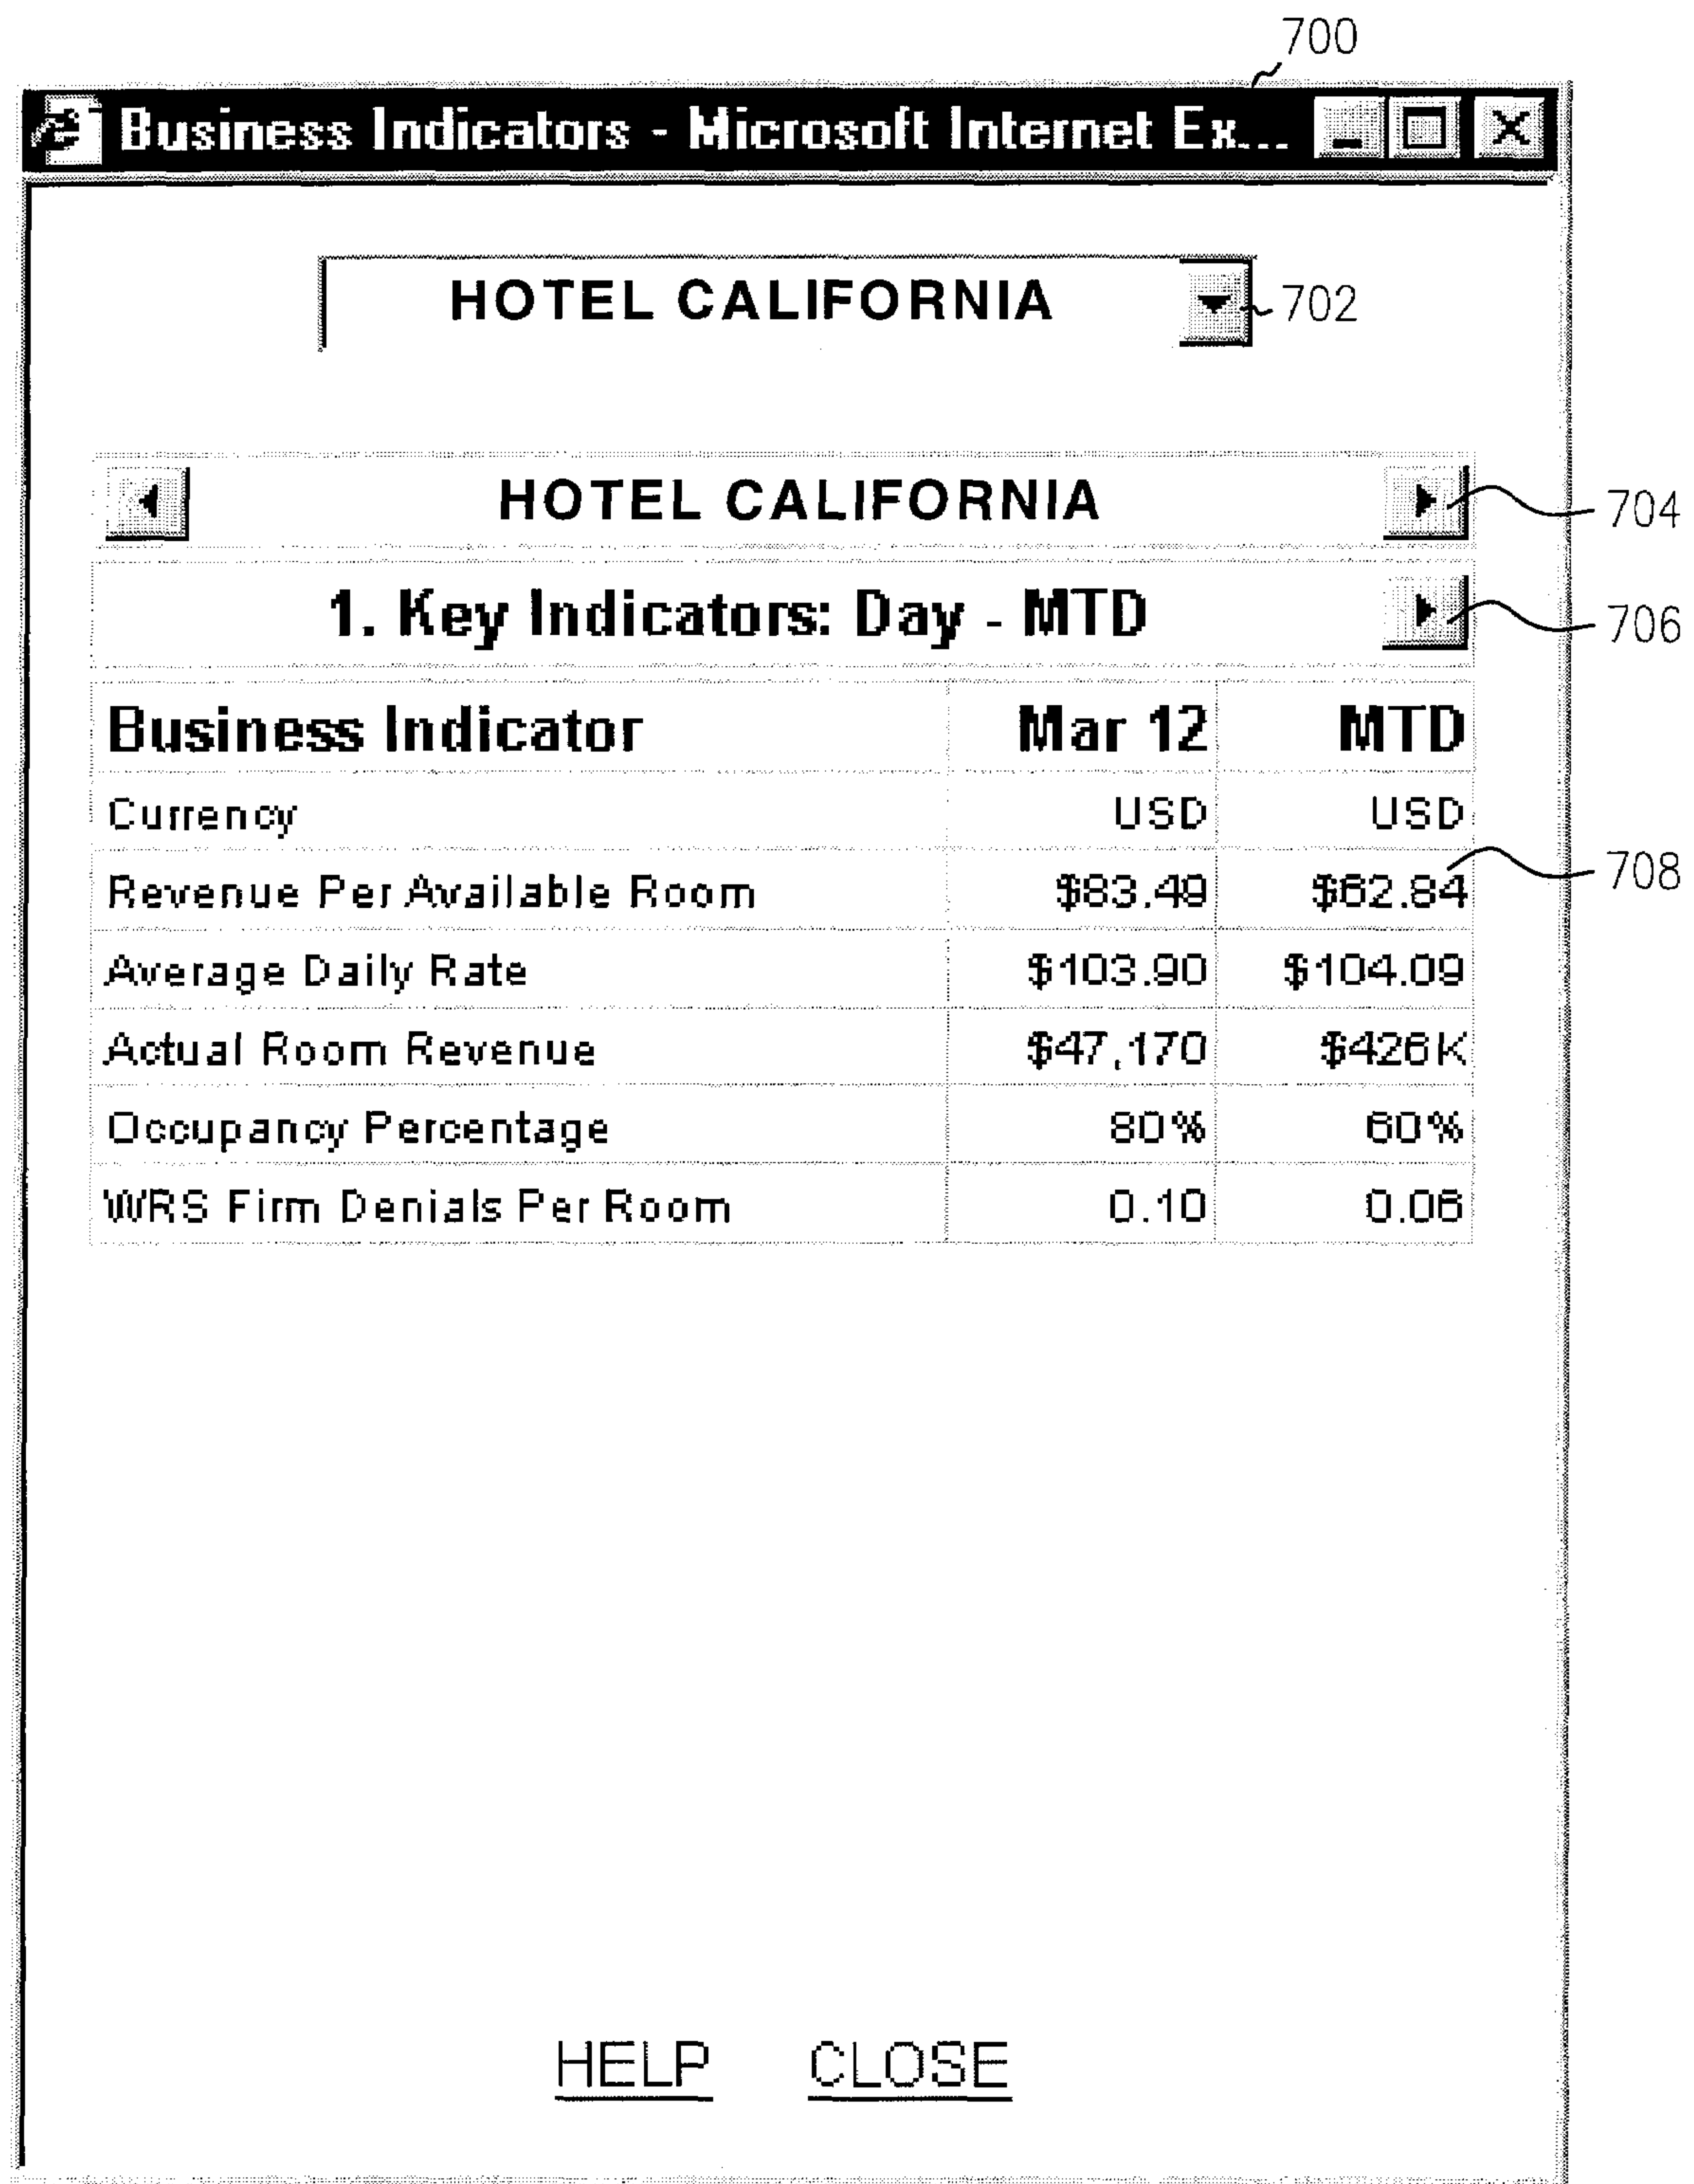 700
Business Indicators - Microsoft Internet Ex...
HOTEL CALIFORNIA 702
HOTEL CALIFORNIA 704
1. Key Indicators: Day - MTD 706
Business Indicator Mar 12 MTD
Currency USD USD
708
Revenue Per Available Room $83.49 $62.84
Average Daily Rate $103.90 $104.09
Actual Room Revenue $47,170 $426K
Occupancy Percentage 80% 60%
WRS Firm Denials Per Room 0.10 0.06
HELP CLOSE